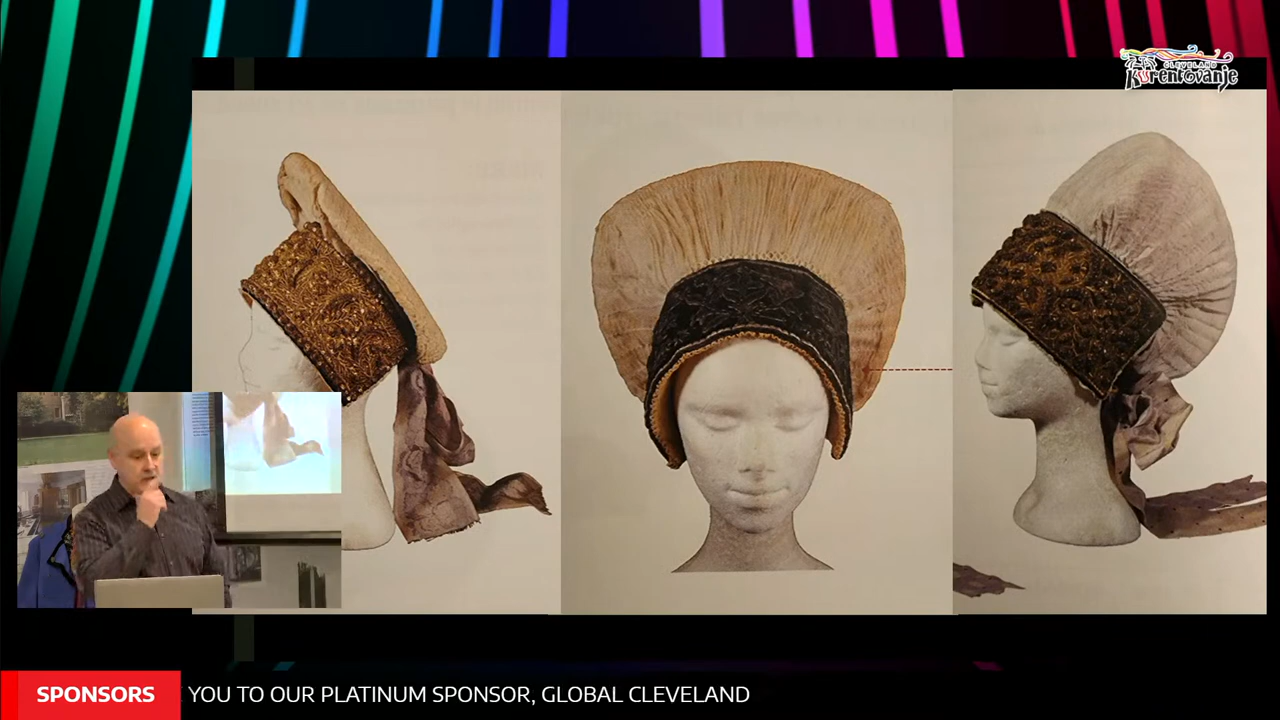 CLEVELAND
Kurentovanje
SPONSORS
YOU TO OUR PLATINUM SPONSOR, GLOBAL CLEVELAND